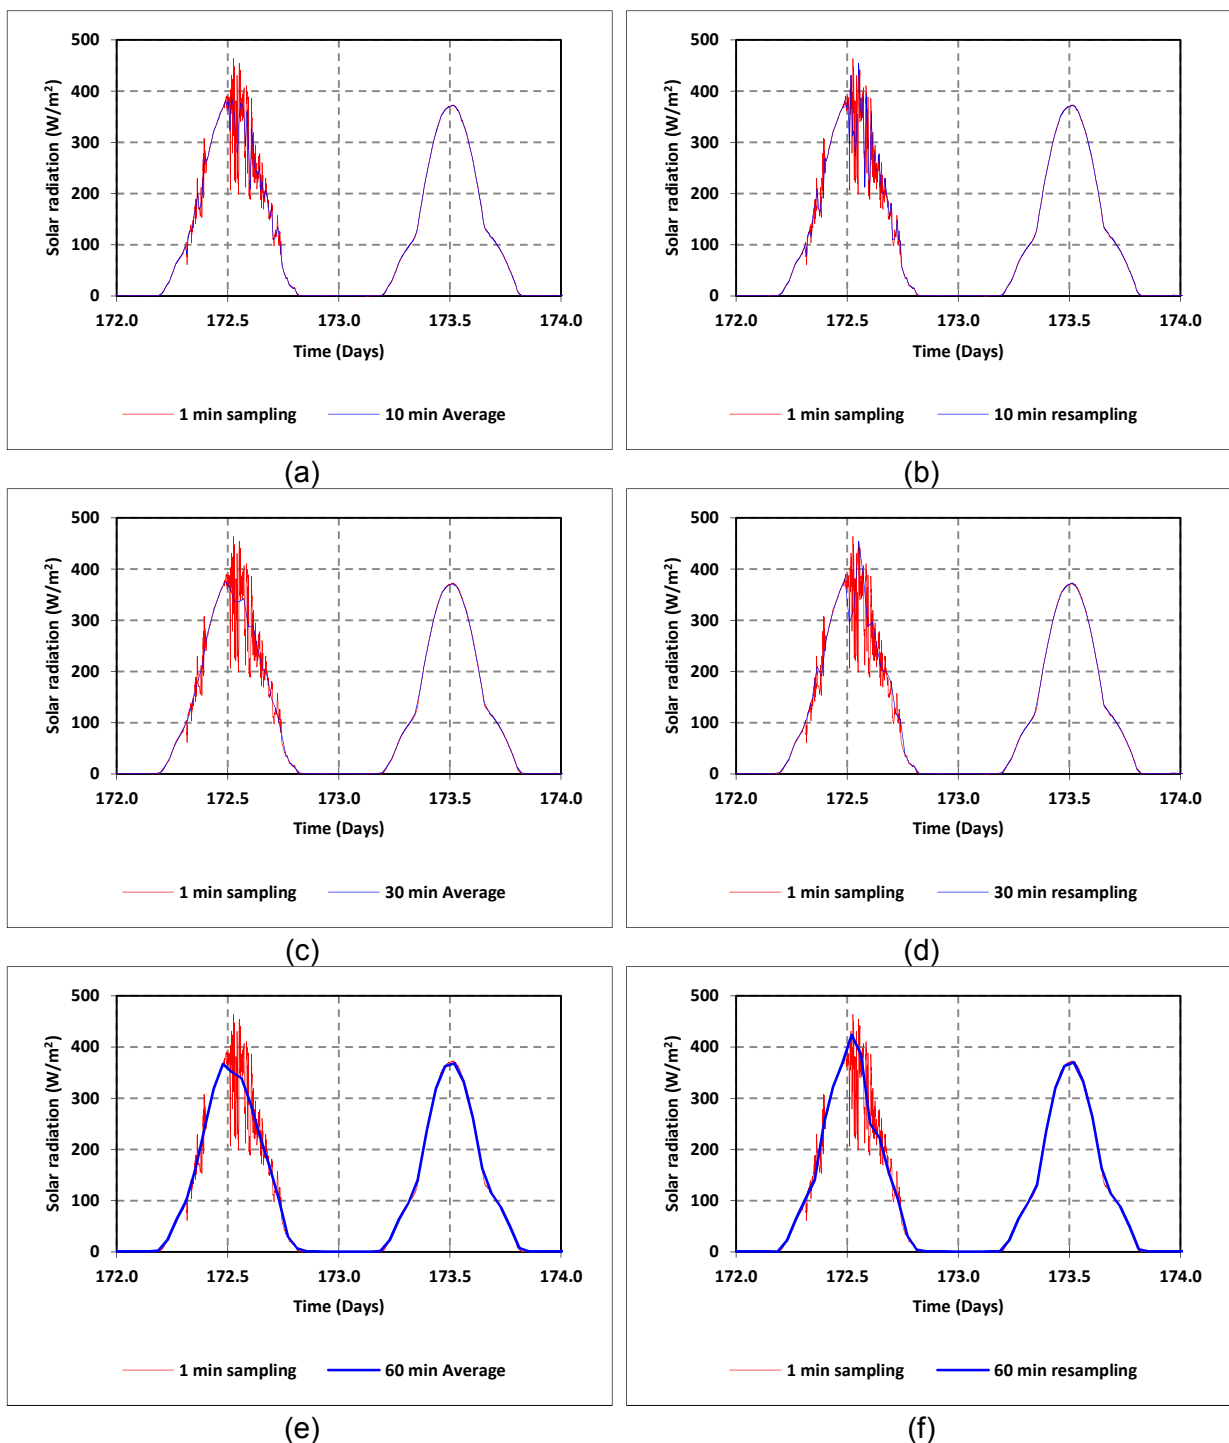 Solar radiation (W/m²)
500
400
300
200
100
0
172.0 172.5 173.0 173.5 174.0
Time (Days)
1 min sampling 10 min Average
(a)
Solar radiation (W/m²)
500
400
300
200
100
0
172.0 172.5 173.0 173.5 174.0
Time (Days)
1 min sampling 10 min resampling
(b)
Solar radiation (W/m²)
500
400
300
200
100
0
172.0 172.5 173.0 173.5 174.0
Time (Days)
1 min sampling 30 min Average
(c)
Solar radiation (W/m²)
500
400
300
200
100
0
172.0 172.5 173.0 173.5 174.0
Time (Days)
1 min sampling 30 min resampling
(d)
Solar radiation (W/m²)
500
400
300
200
100
0
172.0 172.5 173.0 173.5 174.0
Time (Days)
1 min sampling 60 min Average
(e)
Solar radiation (W/m²)
500
400
300
200
100
0
172.0 172.5 173.0 173.5 174.0
Time (Days)
1 min sampling 60 min resampling
(f)